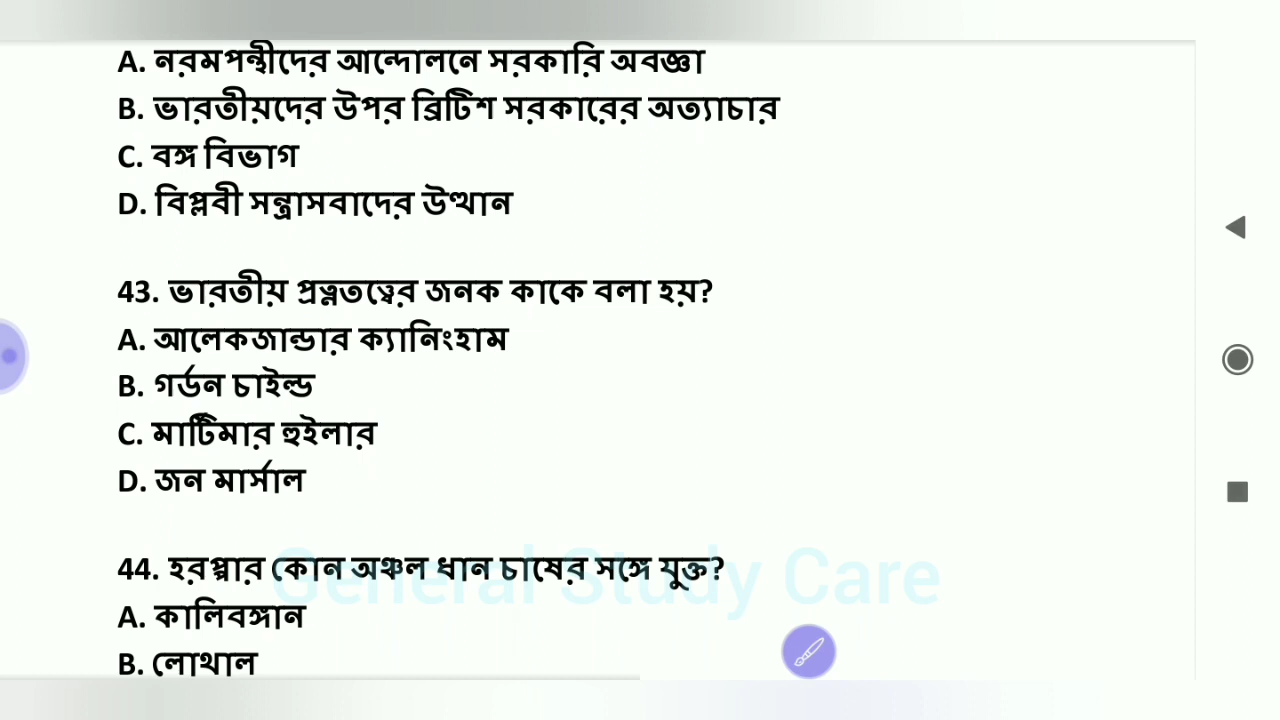 A. নরমপন্থীদের আন্দোলনে সরকারি অবজ্ঞা
B. ভারতীয়দের উপর ব্রিটিশ সরকারের অত্যাচার
C. বঙ্গ বিভাগ
D. বিপ্লবী সন্ত্রাসবাদের উত্থান
43. ভারতীয় প্রত্নতত্ত্বের জনক কাকে বলা হয়?
A. আলেকজান্ডার ক্যানিংহাম
B. গর্ডন চাইল্ড
C. মার্টিমার হুইলার
D. জন মার্সাল
44. হরপ্পার কোন অঞ্চল ধান চাষের সঙ্গে যুক্ত?
General Study Care
A. কালিবঙ্গান
B. লোথাল